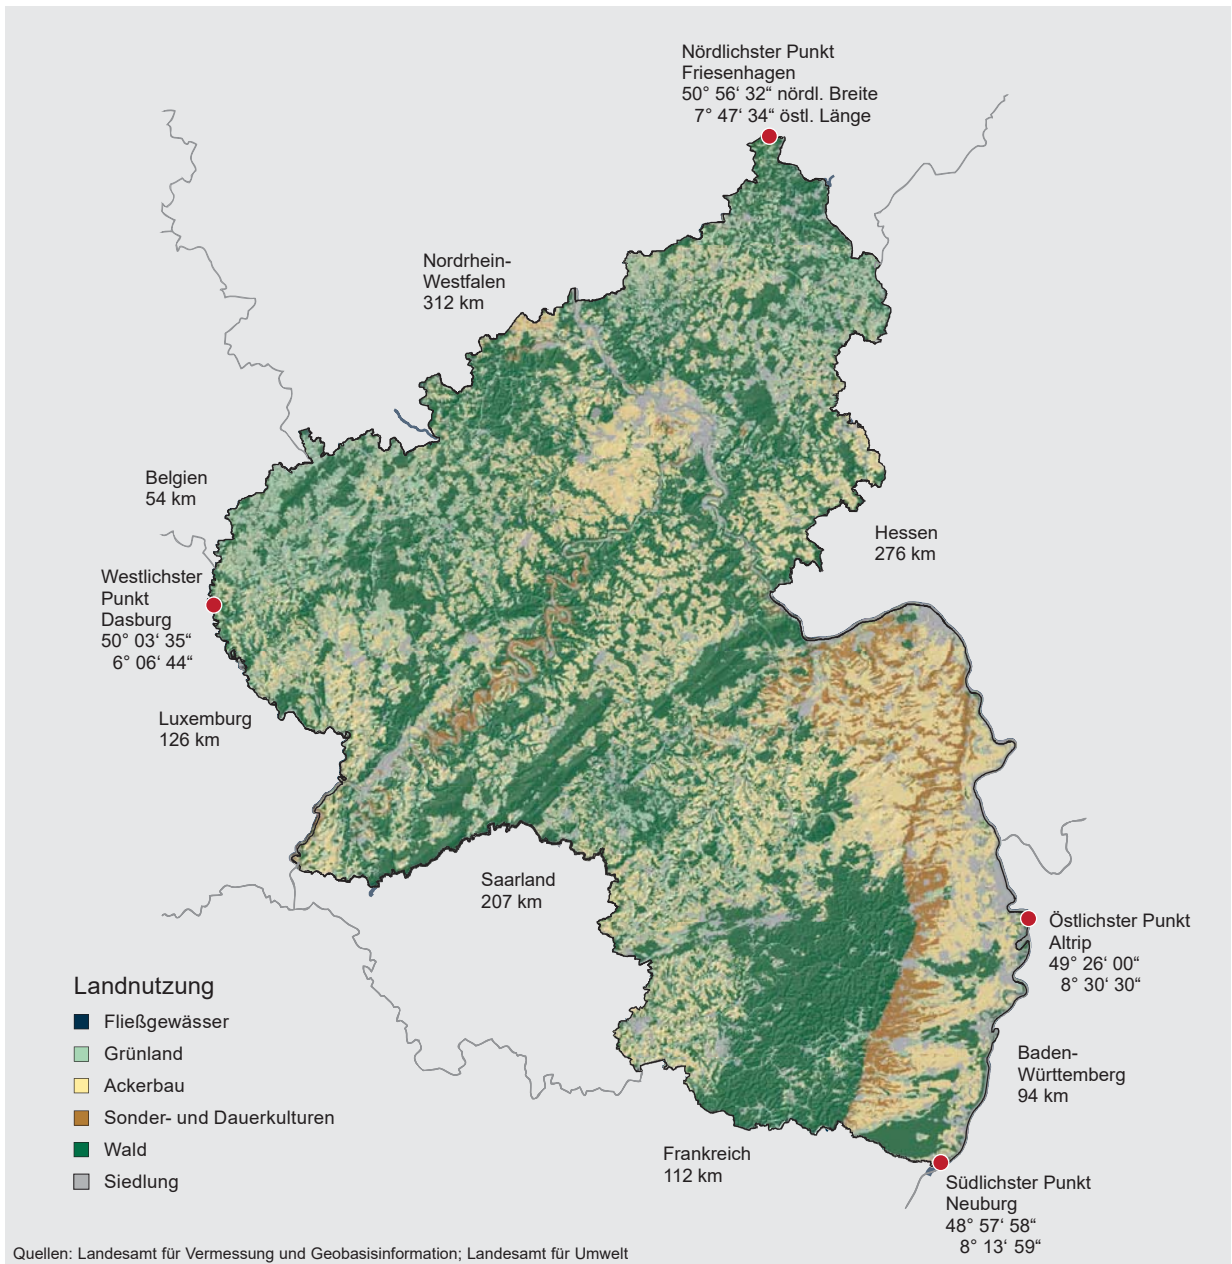 Nördlichster Punkt
Friesenhagen
50° 56‘ 32“ nördl. Breite
7° 47‘ 34“ östl. Länge
Nordrhein-
Westfalen
312 km
Belgien
54 km
Hessen
276 km
Westlichster
Punkt
Dasburg
50° 03‘ 35“
6° 06‘ 44“
Luxemburg
126 km
Saarland
207 km
Östlichster Punkt
Altrip
49° 26‘ 00“
8° 30‘ 30“
Landnutzung
Fließgewässer
Grünland
Ackerbau
Sonder- und Dauerkulturen
Wald
Siedlung
Baden-
Württemberg
94 km
Frankreich
112 km
Südlichster Punkt
Neuburg
48° 57‘ 58“
8° 13‘ 59“
Quellen: Landesamt für Vermessung und Geobasisinformation; Landesamt für Umwelt